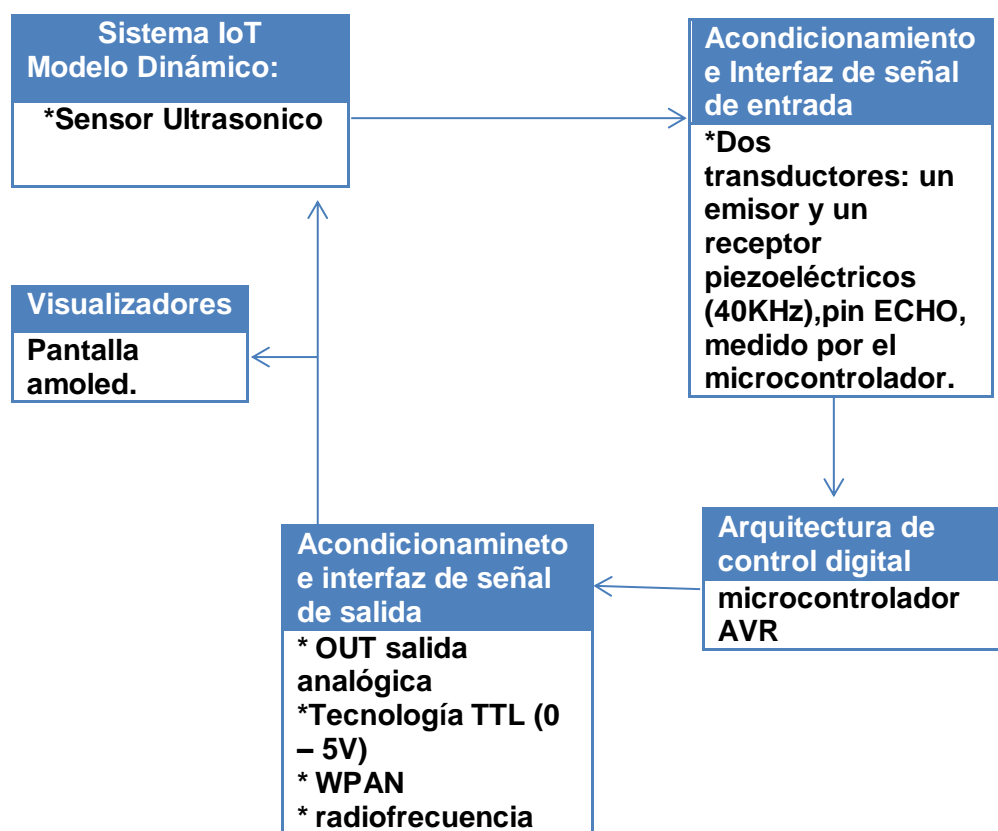 Sistema IoT
Modelo Dinámico:
*Sensor Ultrasonico
Acondicionamiento
e Interfaz de señal
de entrada
*Dos
transductores: un
emisor y un
receptor
piezoeléctricos
(40KHz),pin ECHO,
medido por el
microcontrolador.
Visualizadores
Pantalla
amoled.
Arquitectura de
control digital
microcontrolador
AVR
Acondicionamineto
e interfaz de señal
de salida
* OUT salida
analógica
*Tecnología TTL (0
– 5V)
* WPAN
* radiofrecuencia